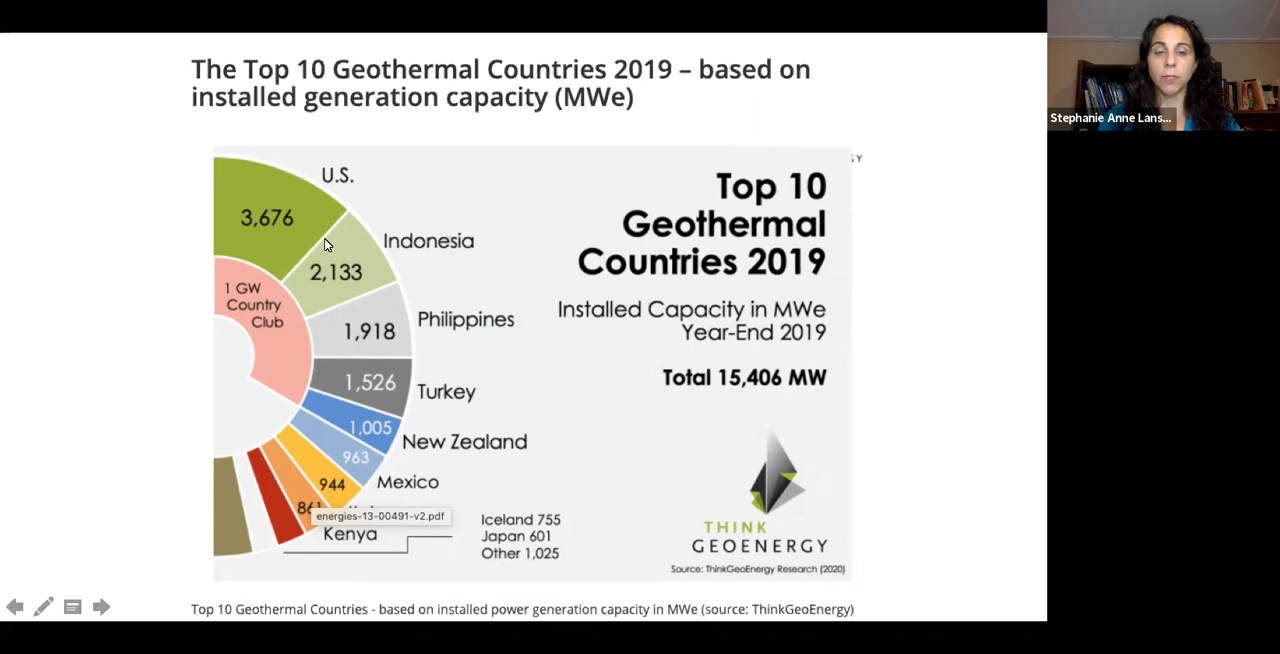 The Top 10 Geothermal Countries 2019 – based on
installed generation capacity (MWe)
Stephanie Anne Lans...
U.S.
3,676
Indonesia
2,133
1 GW
Country
Club
Philippines
1,918
Turkey
1,526
New Zealand
1,005
Mexico
963
944
energies-13-00491-v2.pdf
Kenya
Iceland 755
Japan 601
Other 1,025
Top 10
Geothermal
Countries 2019
Installed Capacity in MWe
Year-End 2019
Total 15,406 MW
THINK
GEOENERGY
Source: ThinkGeoEnergy Research (2020)
Top 10 Geothermal Countries - based on installed power generation capacity in MWe (source: ThinkGeoEnergy)